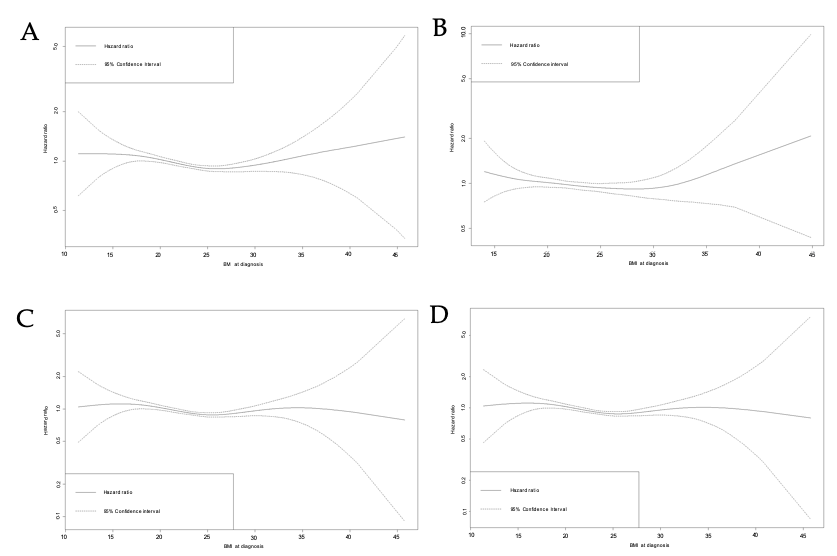 A
Hazard ratio
95% Confidence interval
5.0
2.0
1.0
0.5
Hazard ratio
10 15 20 25 30 35 40 45
BM at diagnosis
B
Hazard ratio
95% Confidence interval
10.0
5.0
2.0
1.0
0.5
Hazard ratio
15 20 25 30 35 40 45
BMI at diagnosis
C
5.0
2.0
1.0
0.5
0.2
0.1
Hazard ratio
Hazard ratio
95% Confidence interval
10 15 20 25 30 35 40 45
BMI at diagnosis
D
5.0
2.0
1.0
0.5
0.2
0.1
Hazard ratio
Hazard ratio
95% Confidence interval
10 15 20 25 30 35 40 45
BMI at diagnosis